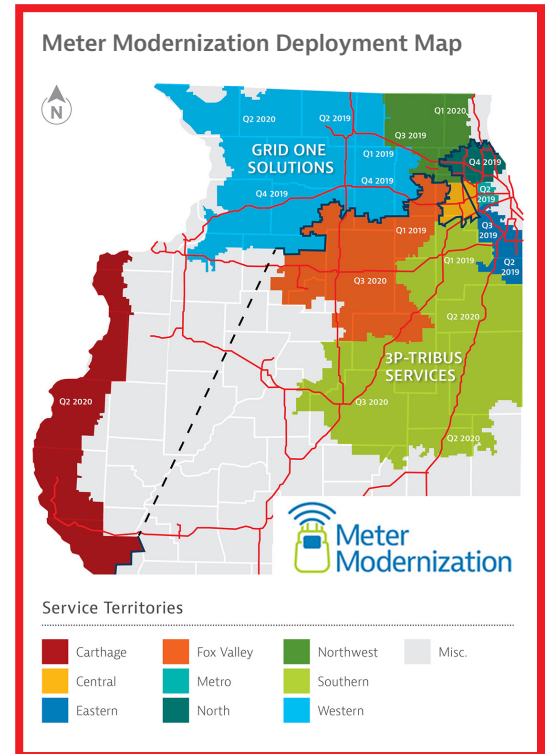 Meter Modernization Deployment Map
N
Q2 2020
Q2 2019
Q1 2020
Q3 2019
GRID ONE
SOLUTIONS
Q1 2019
Q4 2019
Q4 2019
Q4 2019
Q2
2019
Q1 2019
Q3
2019
Q1 2019
Q2
2019
Q3 2020
Q2 2020
3P-TRIBUS
SERVICES
Q2 2020
Q3 2020
Q2 2020
Meter
Modernization
Service Territories
Carthage
Fox Valley
Northwest
Misc.
Central
Metro
Southern
Eastern
North
Western